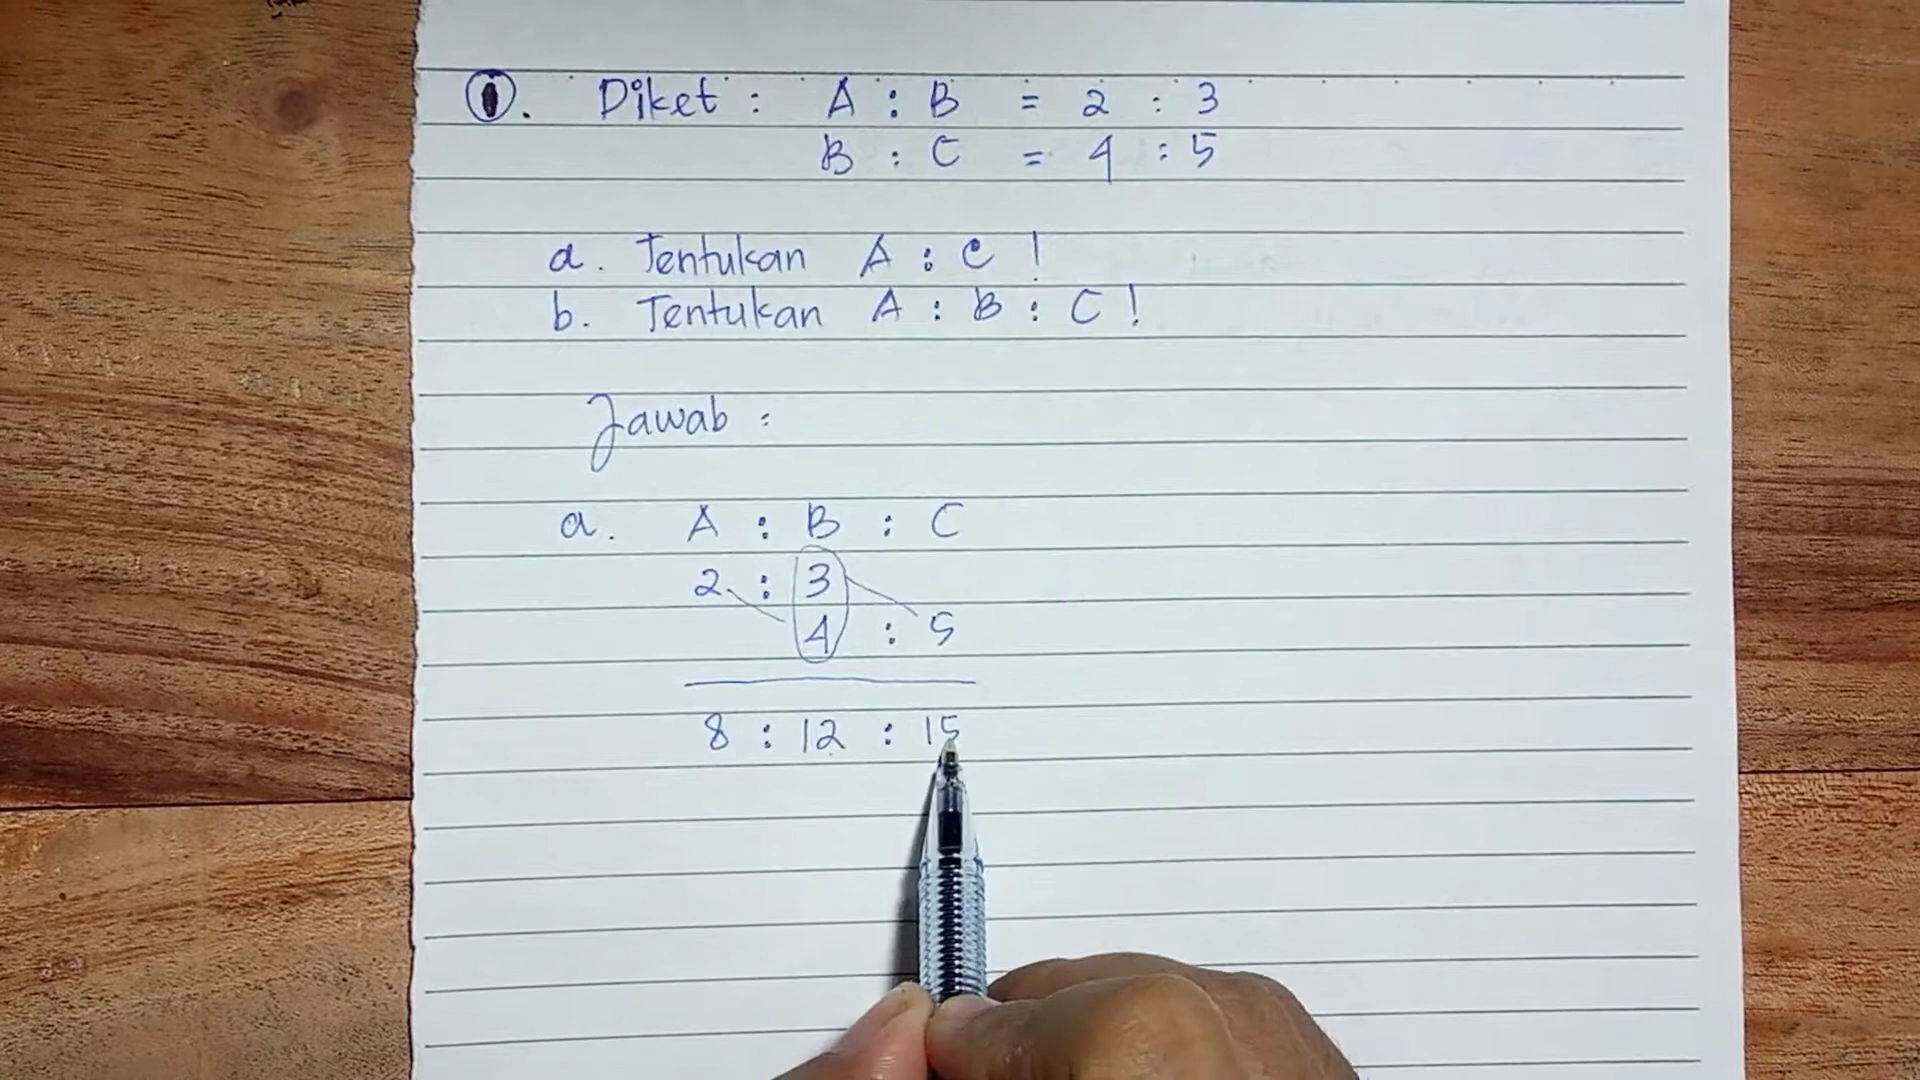 1. Diket : A : B = 2 : 3
B : C = 4 : 5
a. Tentukan A : C !
b. Tentukan A : B : C !
Jawab :
a. A : B : C
2 : 3
4 : 5
8 : 12 : 15